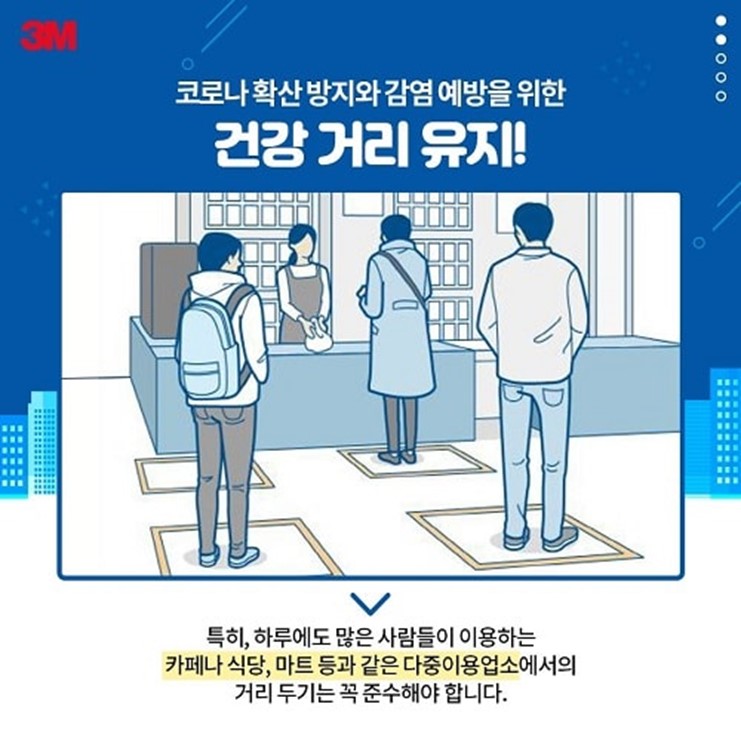 3M
코로나 확산 방지와 감염 예방을 위한
건강 거리 유지!
특히, 하루에도 많은 사람들이 이용하는
카페나 식당, 마트 등과 같은 다중이용업소에서의
거리 두기는 꼭 준수해야 합니다.